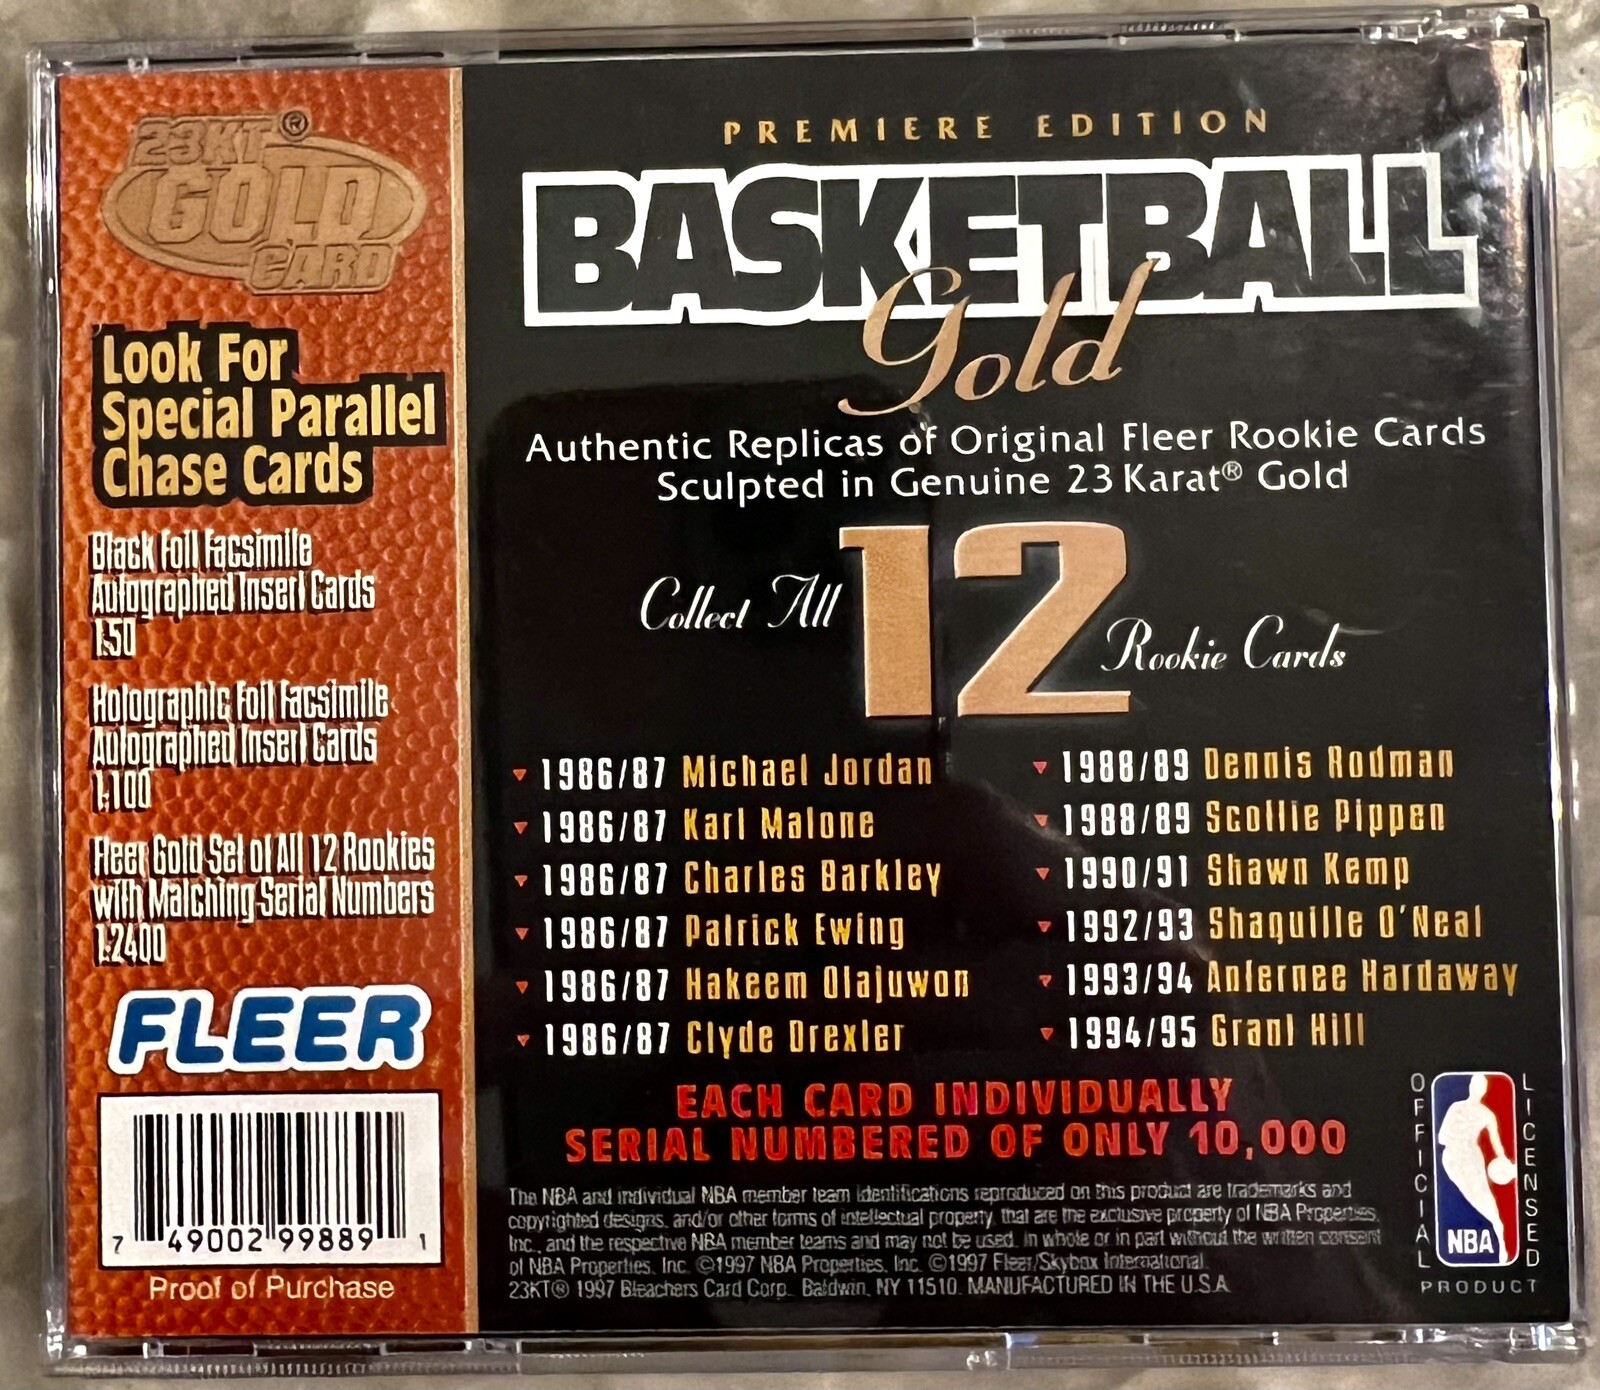 23KT®
GOLD
CARD
Look For
Special Parallel
Chase Cards
Black Foil Facsimile
Autographed Insert Cards
1:50
Holographic Foil Facsimile
Autographed Insert Cards
1:100
Fleer Gold Set of All 12 Rookies
with Matching Serial Numbers
1:2400
FLEER
7 49002 99889 1
Proof of Purchase
PREMIERE EDITION
BASKETBALL
Gold
Authentic Replicas of Original Fleer Rookie Cards
Sculpted in Genuine 23 Karat® Gold
Collect All 12 Rookie Cards
1986/87 Michael Jordan
1986/87 Karl Malone
1986/87 Charles Barkley
1986/87 Patrick Ewing
1986/87 Hakeem Olajuwon
1986/87 Clyde Drexler
1988/89 Dennis Rodman
1988/89 Scottie Pippen
1990/91 Shawn Kemp
1992/93 Shaquille O'Neal
1993/94 Anfernee Hardaway
1994/95 Grant Hill
EACH CARD INDIVIDUALLY
SERIAL NUMBERED OF ONLY 10,000
The NBA and individual NBA member team identifications reproduced on this product are trademarks and
copyrighted designs, and/or other forms of intellectual property, that are the exclusive property of NBA Properties,
Inc., and the respective NBA member teams and may not be used, in whole or in part without the written consent
of NBA Properties, Inc. ©1997 NBA Properties, Inc. ©1997 Fleer/Skybox International.
23KT® 1997 Bleachers Card Corp. Baldwin, NY 11510. MANUFACTURED IN THE U.S.A.
OFFICIAL
LICENSED
NBA
PRODUCT